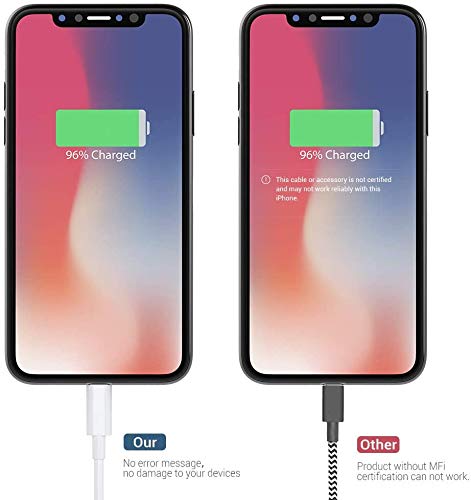 96% Charged
96% Charged
This cable or accessory is not certified
and may not work reliably with this
iPhone.
Our
No error message,
no damage to your devices
Other
Product without MFi
certification can not work.